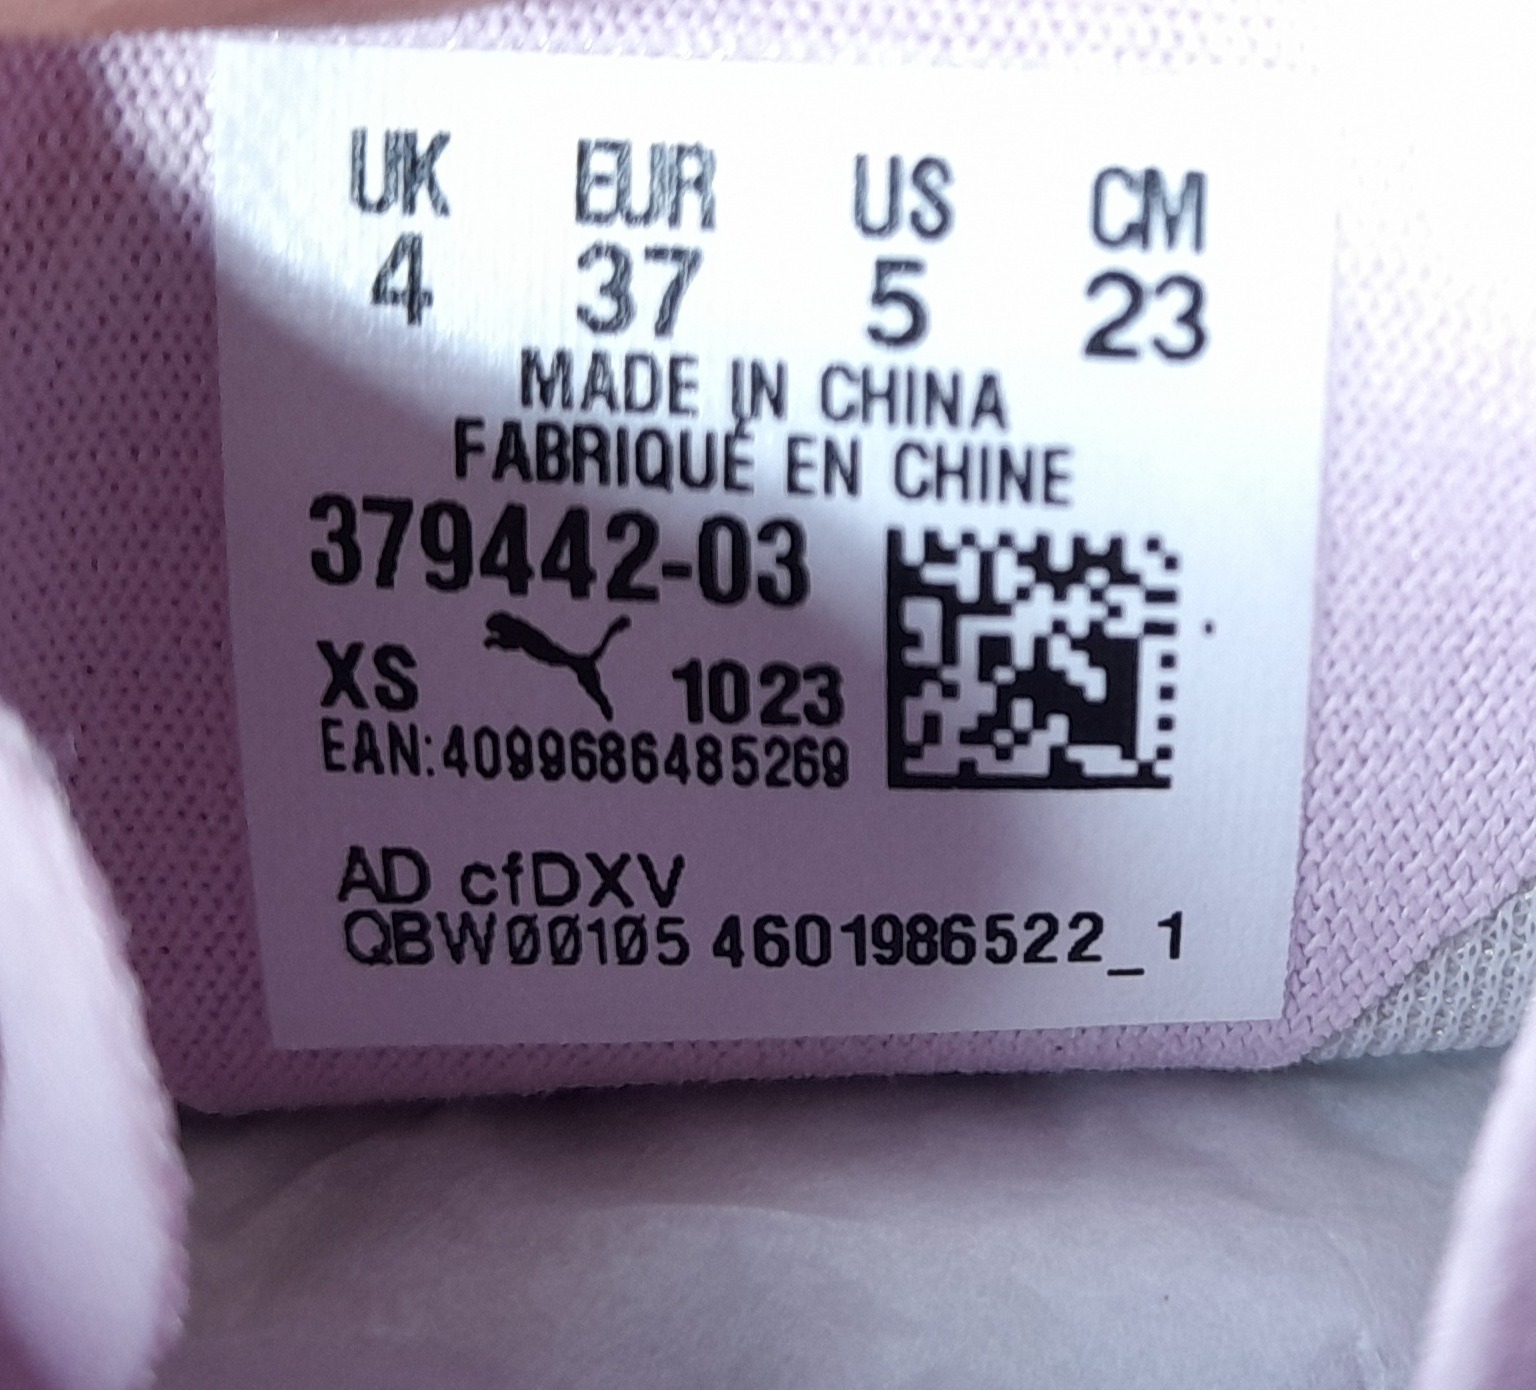 UK EUR US CM
4 37 5 23
MADE IN CHINA
FABRIQUÉ EN CHINE
379442-03
XS 1023
EAN:4099686485269
AD cfDXV
QBW00105 4601986522_1